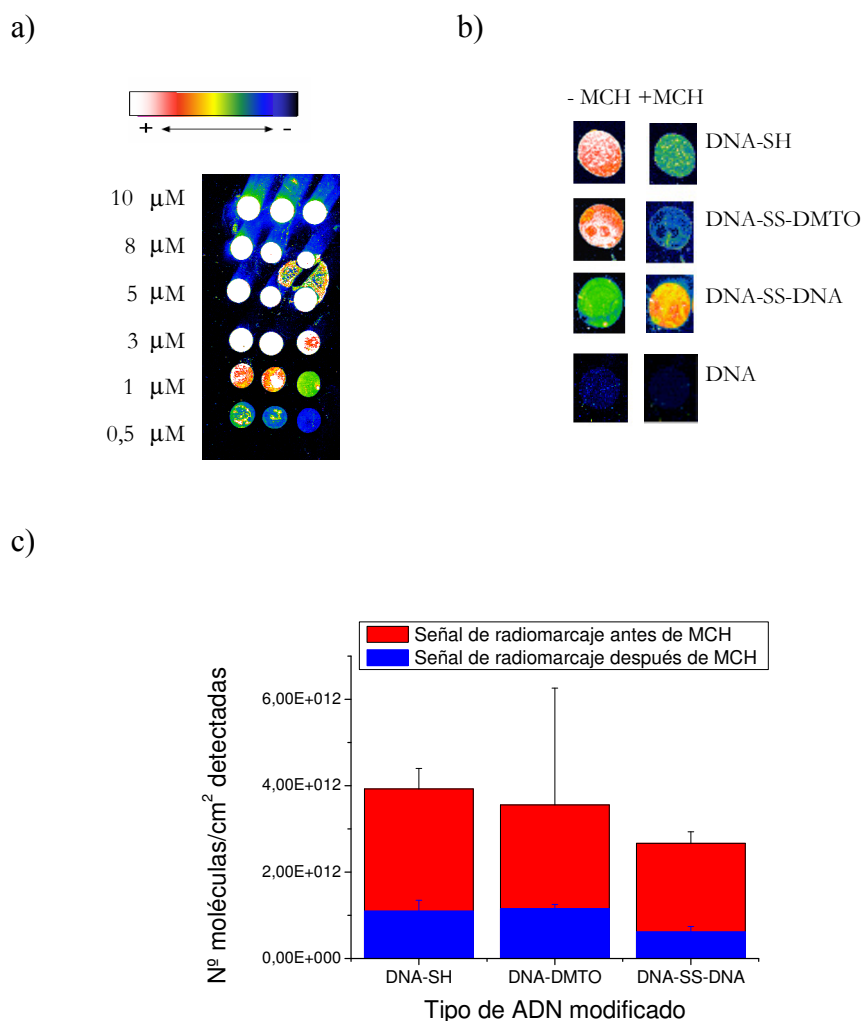 a)
b)
- MCH +MCH
+ -
DNA-SH
10 µM
8 µM
5 µM
3 µM
1 µM
0,5 µM
DNA-SS-DMTO
DNA-SS-DNA
DNA
c)
Señal de radiomarcaje antes de MCH
Señal de radiomarcaje después de MCH
Nº moléculas/cm² detectadas
6,00E+012
4,00E+012
2,00E+012
0,00E+000
DNA-SH DNA-DMTO DNA-SS-DNA
Tipo de ADN modificado